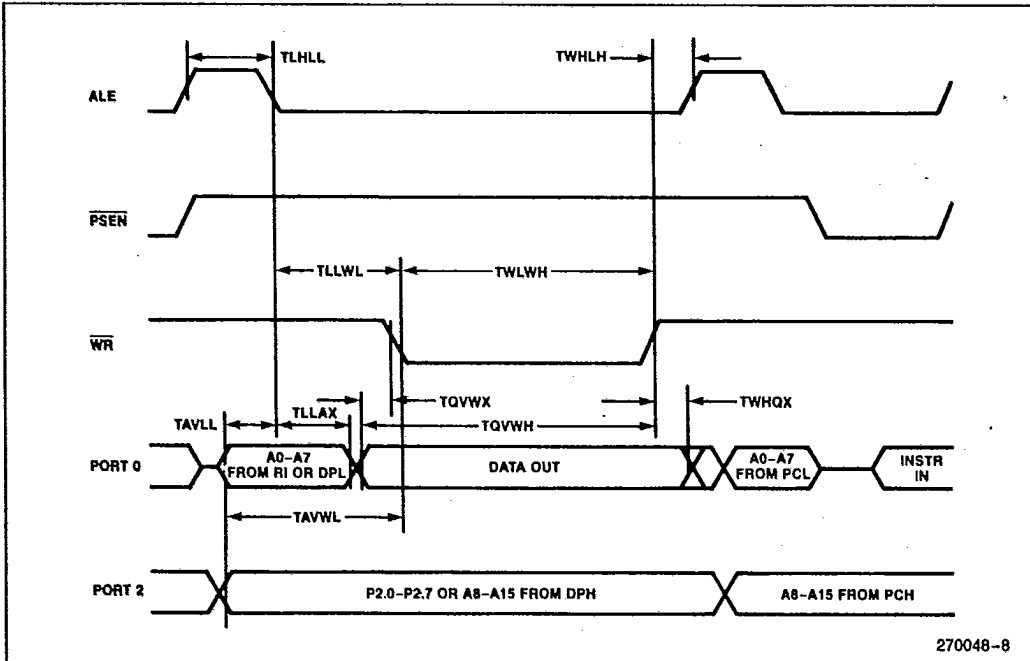 TLHLL
TWHLH
ALE
PSEN
TLLWL
TWLWH
WR
TQVWX
TWHQX
TAVLL
TLLAX
TQVWH
PORT 0
A0–A7
FROM RI OR DPL
DATA OUT
A0–A7
FROM PCL
INSTR
IN
TAVWL
PORT 2
P2.0–P2.7 OR A8–A15 FROM DPH
A8–A15 FROM PCH
270048–8